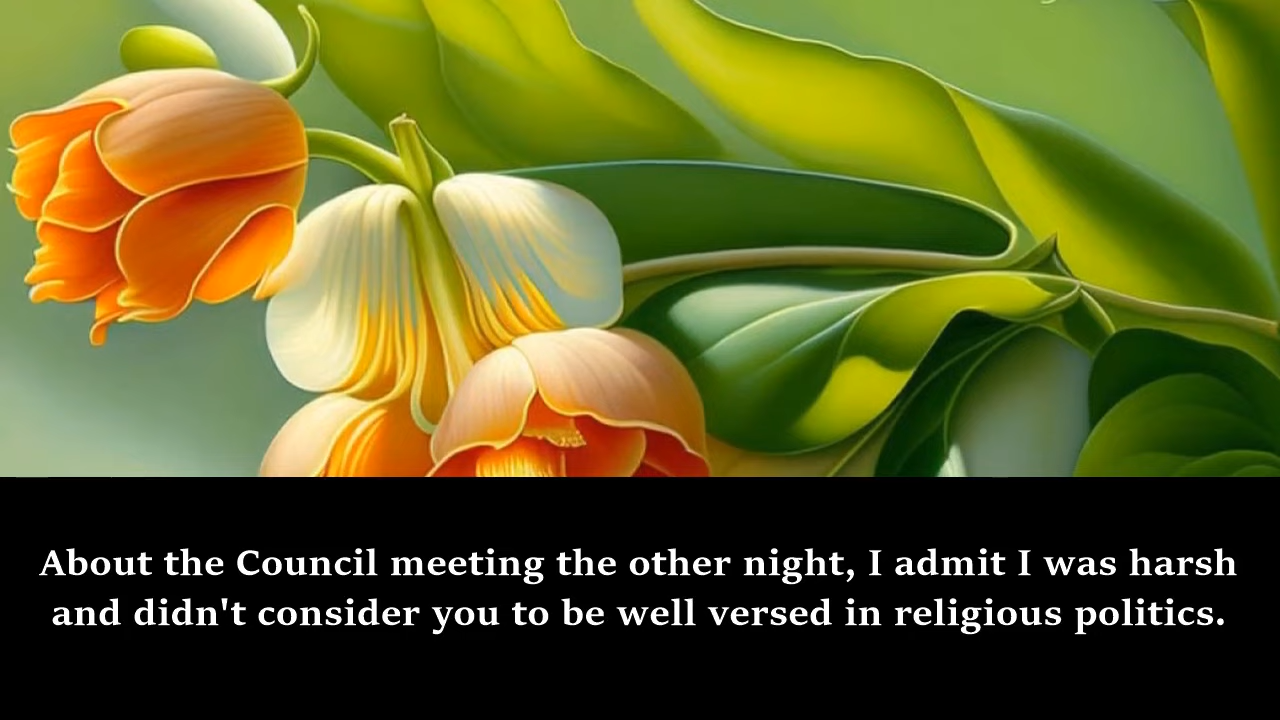 About the Council meeting the other night, I admit I was harsh
and didn't consider you to be well versed in religious politics.